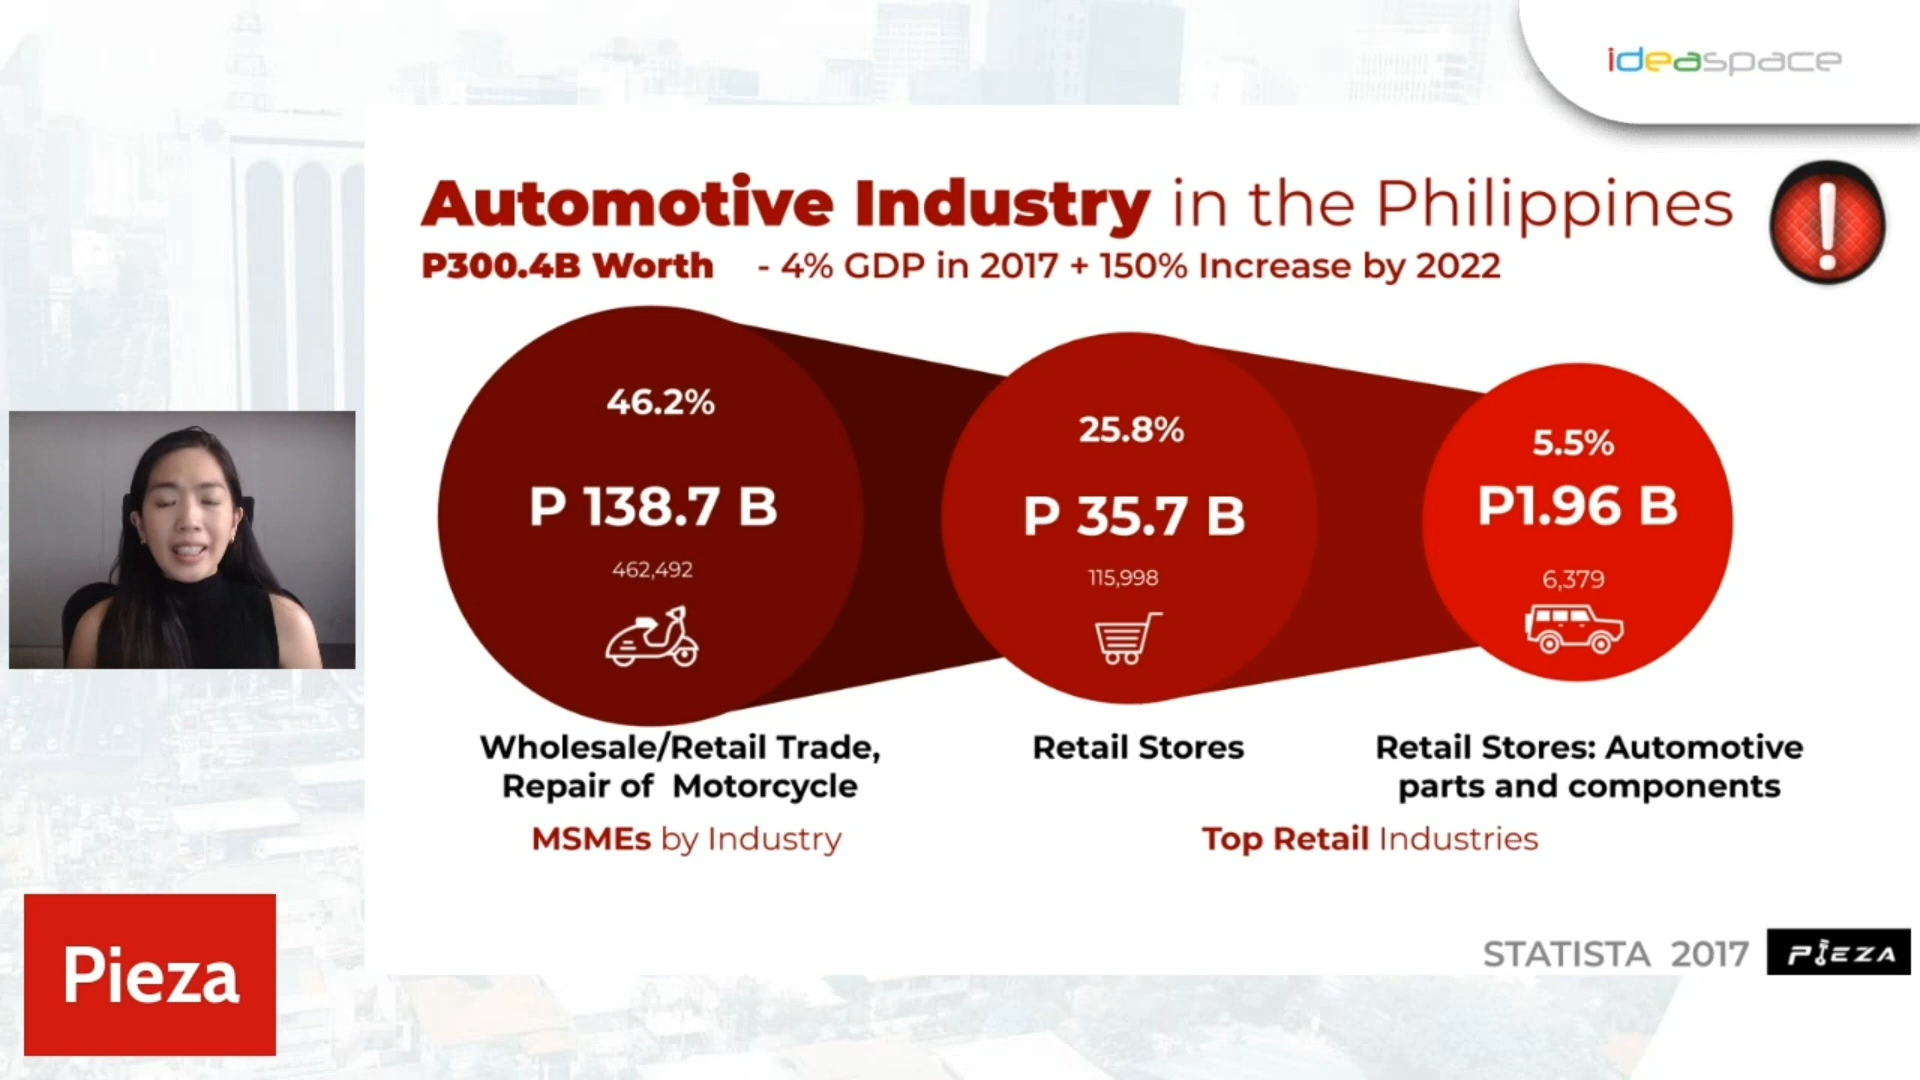 ideaspace
Automotive Industry in the Philippines
P300.4B Worth - 4% GDP in 2017 + 150% Increase by 2022
46.2%
P 138.7 B
462,492
25.8%
P 35.7 B
115,998
5.5%
P1.96 B
6,379
Wholesale/Retail Trade,
Repair of Motorcycle
MSMEs by Industry
Retail Stores
Retail Stores: Automotive
parts and components
Top Retail Industries
STATISTA 2017
PIEZA
Pieza